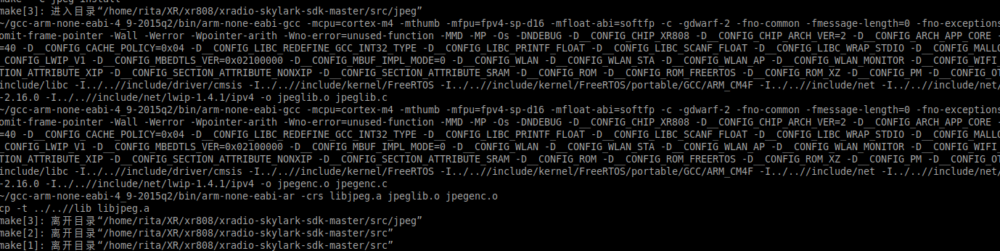 make -C jpeg install
make[3]: 进入目录“/home/rita/XR/xr808/xradio-skylark-sdk-master/src/jpeg”
~/gcc-arm-none-eabi-4_9-2015q2/bin/arm-none-eabi-gcc -mcpu=cortex-m4 -mthumb -mfpu=fpv4-sp-d16 -mfloat-abi=softfp -c -gdwarf-2 -fno-common -fmessage-length=0 -fno-exceptions
omit-frame-pointer -Wall -Werror -Wpointer-arith -Wno-error=unused-function -MMD -MP -Os -DNDEBUG -D__CONFIG_CHIP_XR808 -D__CONFIG_CHIP_ARCH_VER=2 -D__CONFIG_ARCH_APP_CORE -
=40 -D__CONFIG_CACHE_POLICY=0x04 -D__CONFIG_LIBC_REDEFINE_GCC_INT32_TYPE -D__CONFIG_LIBC_PRINTF_FLOAT -D__CONFIG_LIBC_SCANF_FLOAT -D__CONFIG_LIBC_WRAP_STDIO -D__CONFIG_MALLO
_CONFIG_LWIP_V1 -D__CONFIG_MBEDTLS_VER=0x02100000 -D__CONFIG_MBUF_IMPL_MODE=0 -D__CONFIG_WLAN -D__CONFIG_WLAN_STA -D__CONFIG_WLAN_AP -D__CONFIG_WLAN_MONITOR -D__CONFIG_WIFI_
TION_ATTRIBUTE_XIP -D__CONFIG_SECTION_ATTRIBUTE_NONXIP -D__CONFIG_SECTION_ATTRIBUTE_SRAM -D__CONFIG_ROM -D__CONFIG_ROM_FREERTOS -D__CONFIG_ROM_XZ -D__CONFIG_PM -D__CONFIG_OT
include/libc -I../..//include/driver/cmsis -I../..//include/kernel/FreeRTOS -I../..//include/kernel/FreeRTOS/portable/GCC/ARM_CM4F -I../..//include/net -I../..//include/net/
-2.16.0 -I../..//include/net/lwip-1.4.1/ipv4 -o jpeglib.o jpeglib.c
~/gcc-arm-none-eabi-4_9-2015q2/bin/arm-none-eabi-gcc -mcpu=cortex-m4 -mthumb -mfpu=fpv4-sp-d16 -mfloat-abi=softfp -c -gdwarf-2 -fno-common -fmessage-length=0 -fno-exceptions
omit-frame-pointer -Wall -Werror -Wpointer-arith -Wno-error=unused-function -MMD -MP -Os -DNDEBUG -D__CONFIG_CHIP_XR808 -D__CONFIG_CHIP_ARCH_VER=2 -D__CONFIG_ARCH_APP_CORE -
=40 -D__CONFIG_CACHE_POLICY=0x04 -D__CONFIG_LIBC_REDEFINE_GCC_INT32_TYPE -D__CONFIG_LIBC_PRINTF_FLOAT -D__CONFIG_LIBC_SCANF_FLOAT -D__CONFIG_LIBC_WRAP_STDIO -D__CONFIG_MALLO
_CONFIG_LWIP_V1 -D__CONFIG_MBEDTLS_VER=0x02100000 -D__CONFIG_MBUF_IMPL_MODE=0 -D__CONFIG_WLAN -D__CONFIG_WLAN_STA -D__CONFIG_WLAN_AP -D__CONFIG_WLAN_MONITOR -D__CONFIG_WIFI_
TION_ATTRIBUTE_XIP -D__CONFIG_SECTION_ATTRIBUTE_NONXIP -D__CONFIG_SECTION_ATTRIBUTE_SRAM -D__CONFIG_ROM -D__CONFIG_ROM_FREERTOS -D__CONFIG_ROM_XZ -D__CONFIG_PM -D__CONFIG_OT
include/libc -I../..//include/driver/cmsis -I../..//include/kernel/FreeRTOS -I../..//include/kernel/FreeRTOS/portable/GCC/ARM_CM4F -I../..//include/net -I../..//include/net/
-2.16.0 -I../..//include/net/lwip-1.4.1/ipv4 -o jpegenc.o jpegenc.c
~/gcc-arm-none-eabi-4_9-2015q2/bin/arm-none-eabi-ar -crs libjpeg.a jpeglib.o jpegenc.o
cp -t ../..//lib libjpeg.a
make[3]: 离开目录“/home/rita/XR/xr808/xradio-skylark-sdk-master/src/jpeg”
make[2]: 离开目录“/home/rita/XR/xr808/xradio-skylark-sdk-master/src”
make[1]: 离开目录“/home/rita/XR/xr808/xradio-skylark-sdk-master/src”